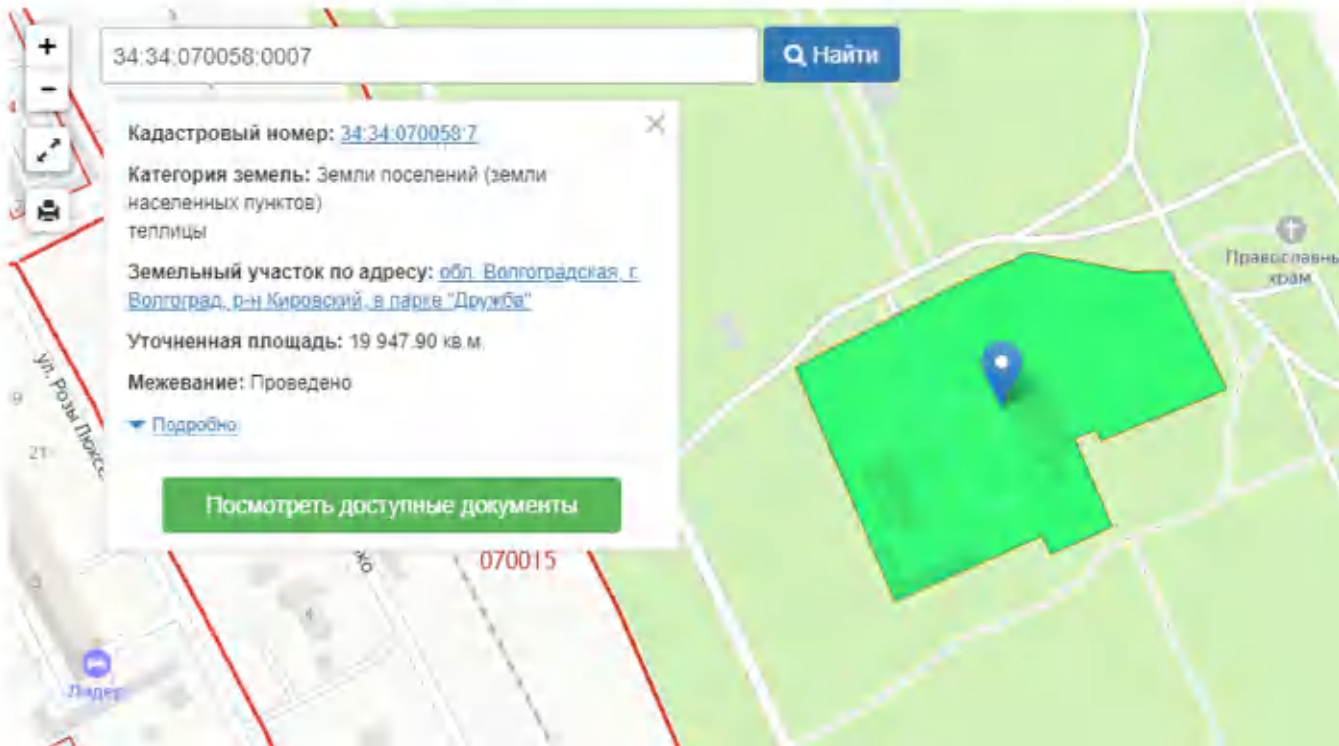 +
34:34:070058:0007
Найти
−
Кадастровый номер: 34:34:070058:7
Категория земель: Земли поселений (земли
населенных пунктов)
теплицы
Земельный участок по адресу: обл. Волгоградская, г.
Волгоград, р-н Кировский, в парке "Дружба"
Уточненная площадь: 19 947.90 кв.м.
Межевание: Проведено
Подробно
Посмотреть доступные документы
Православны
храм
ул. Розы Люксе
9
21
070015
ко
Лидер